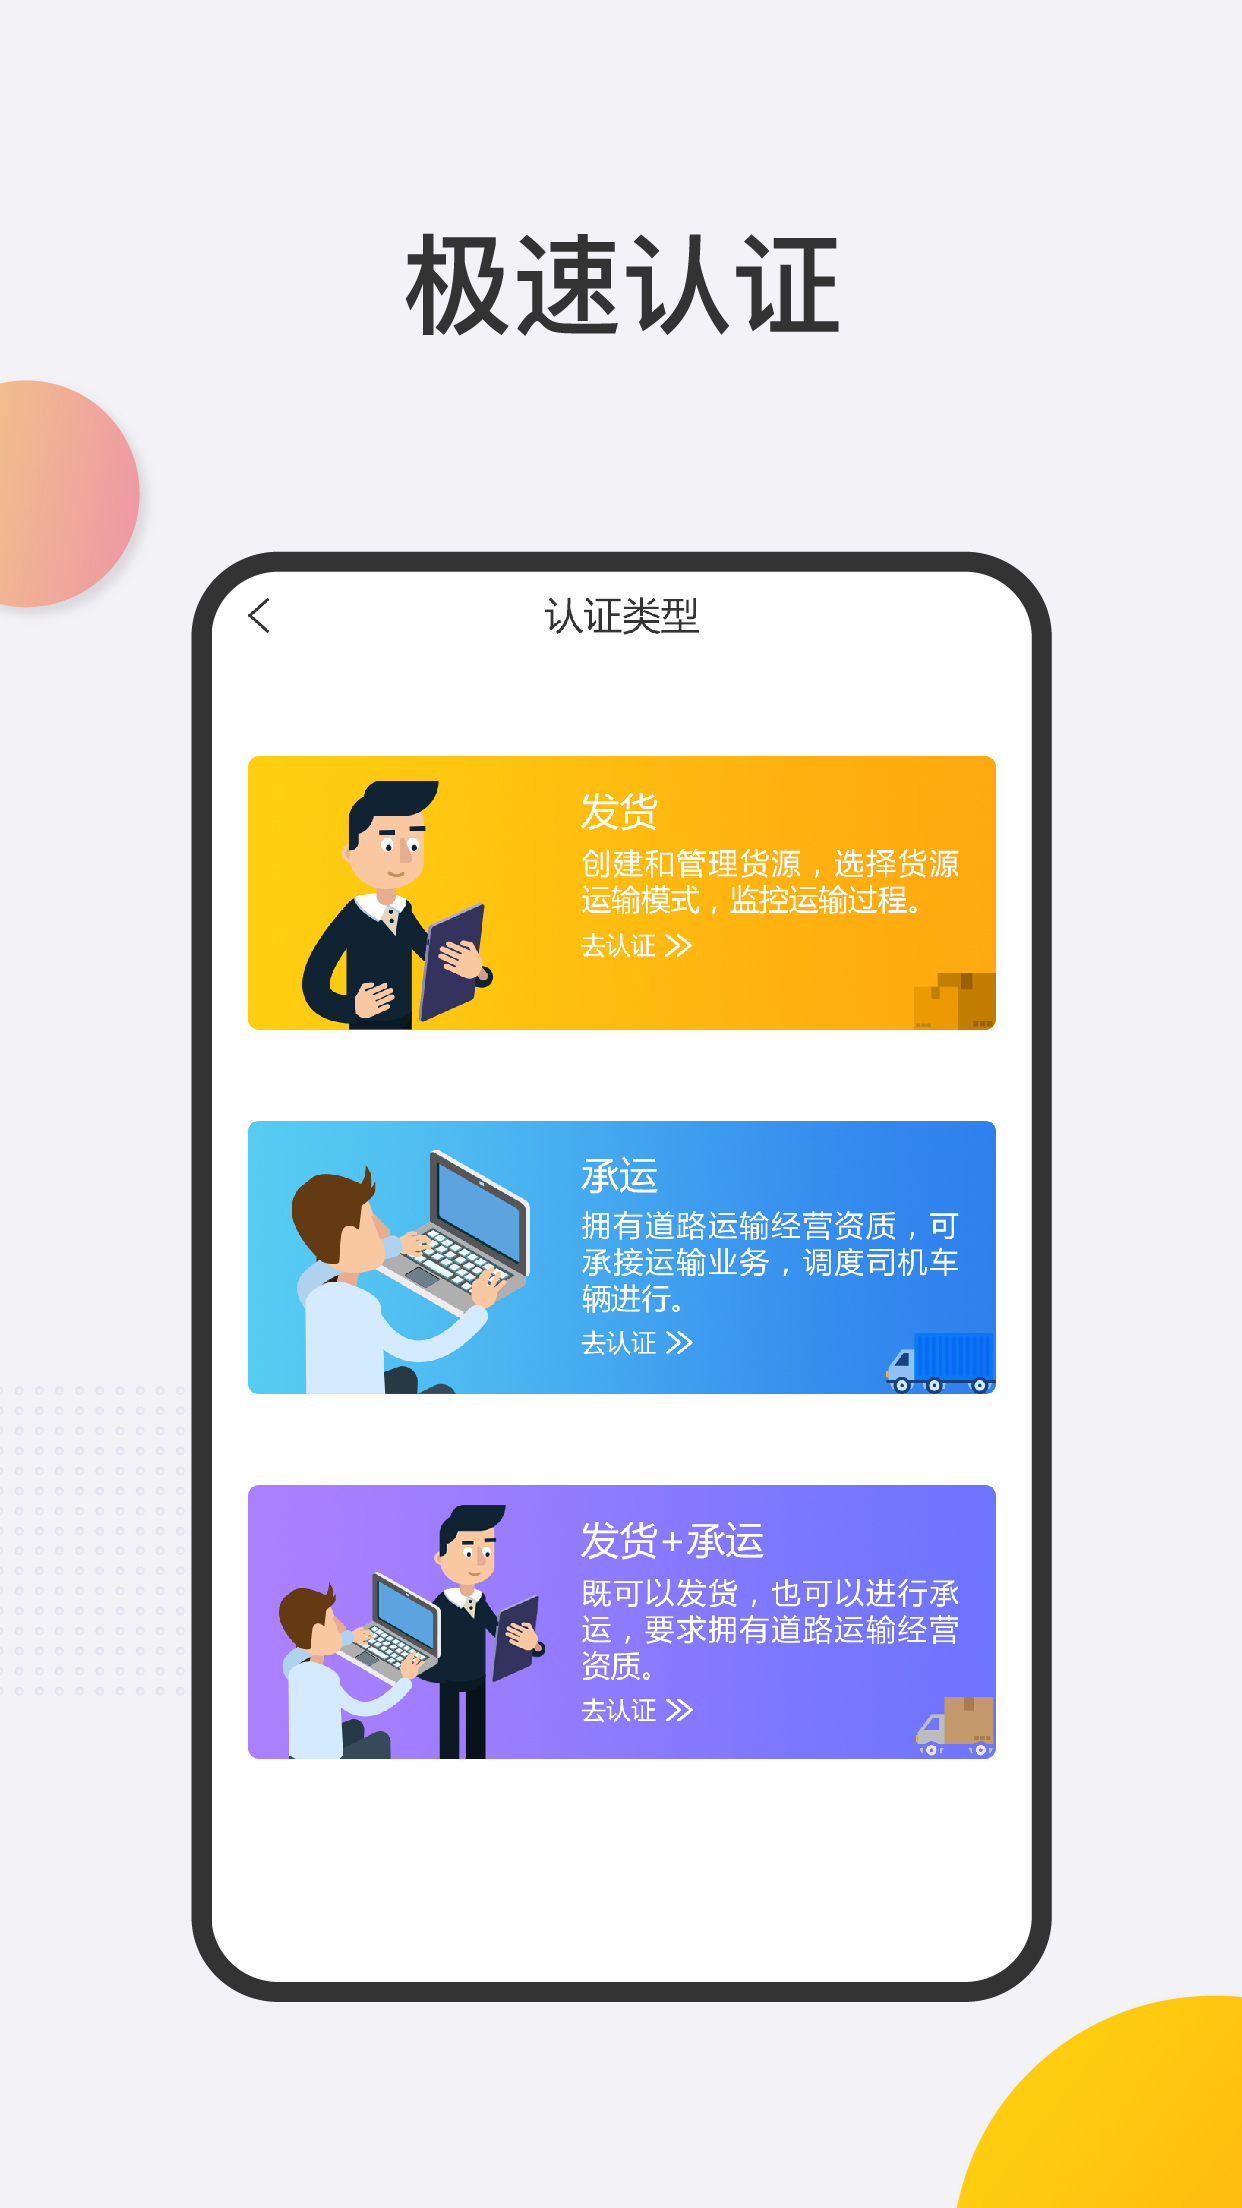 极速认证
认证类型
发货
创建和管理货源，选择货源
运输模式，监控运输过程。
去认证
承运
拥有道路运输经营资质，可
承接运输业务，调度司机车
辆进行。
去认证
发货+承运
既可以发货，也可以进行承
运，要求拥有道路运输经营
资质。
去认证